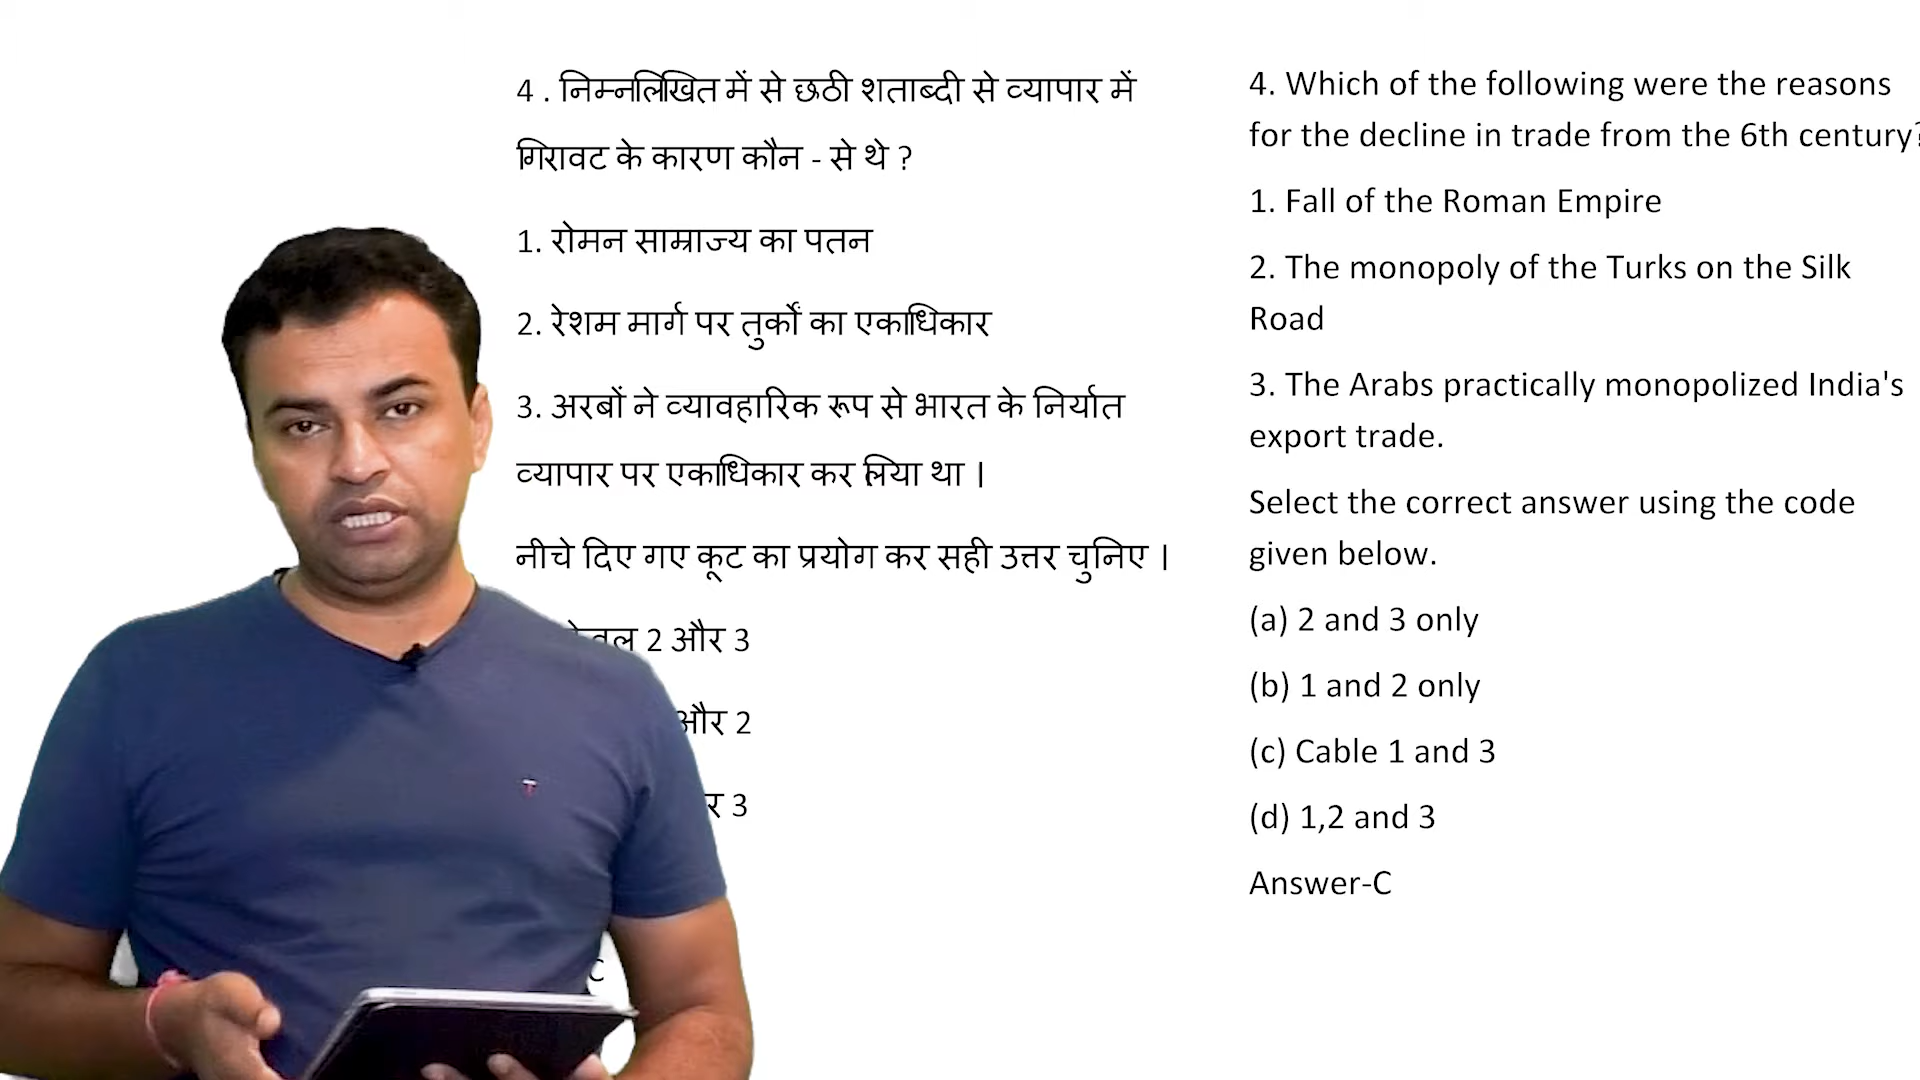 4 . निम्नलिखित में से छठी शताब्दी से व्यापार में
गिरावट के कारण कौन - से थे ?
1. रोमन साम्राज्य का पतन
2. रेशम मार्ग पर तुर्कों का एकाधिकार
3. अरबों ने व्यावहारिक रूप से भारत के निर्यात
व्यापार पर एकाधिकार कर लिया था ।
नीचे दिए गए कूट का प्रयोग कर सही उत्तर चुनिए ।
2 और 3
और 2
3
C
4. Which of the following were the reasons
for the decline in trade from the 6th century?
1. Fall of the Roman Empire
2. The monopoly of the Turks on the Silk
Road
3. The Arabs practically monopolized India's
export trade.
Select the correct answer using the code
given below.
(a) 2 and 3 only
(b) 1 and 2 only
(c) Cable 1 and 3
(d) 1,2 and 3
Answer-C